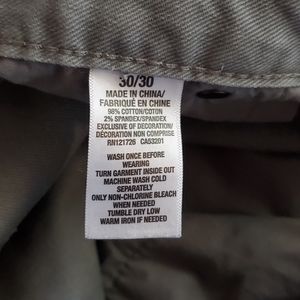 30/30
MADE IN CHINA/
FABRIQUÉ EN CHINE
98% COTTON/COTON
2% SPANDEX/SPANDEX
EXCLUSIVE OF DECORATION/
DÉCORATION NON COMPRISE
RN121726 CA53201
WASH ONCE BEFORE
WEARING
TURN GARMENT INSIDE OUT
MACHINE WASH COLD
SEPARATELY
ONLY NON-CHLORINE BLEACH
WHEN NEEDED
TUMBLE DRY LOW
WARM IRON IF NEEDED